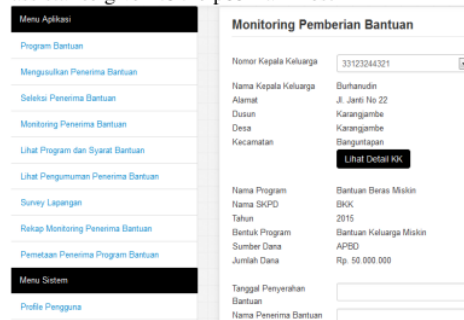 Menu Aplikasi
Program Bantuan
Mengusulkan Penerima Bantuan
Seleksi Penerima Bantuan
Monitoring Penerima Bantuan
Lihat Program dan Syarat Bantuan
Lihat Pengumuman Penerima Bantuan
Survey Lapangan
Rekap Monitoring Penerima Bantuan
Pemetaan Penerima Program Bantuan
Menu Sistem
Profile Pengguna
Monitoring Pemberian Bantuan
Nomor Kepala Keluarga 33123244321
Nama Kepala Keluarga Burhanudin
Alamat Jl. Janti No 22
Dusun Karangjambe
Desa Karangjambe
Kecamatan Banguntapan
Lihat Detail KK
Nama Program Bantuan Beras Miskin
Nama SKPD BKK
Tahun 2015
Bentuk Program Bantuan Keluarga Miskin
Sumber Dana APBD
Jumlah Dana Rp. 50.000.000
Tanggal Penyerahan
Bantuan
Nama Penerima Bantuan